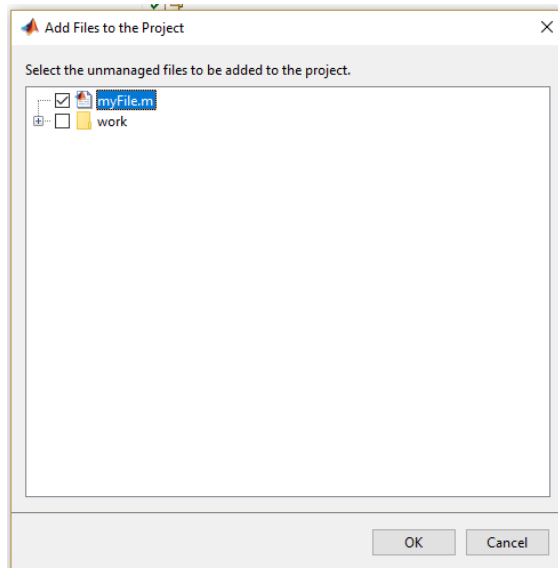 Add Files to the Project
Select the unmanaged files to be added to the project.
myFile.m
work
OK Cancel